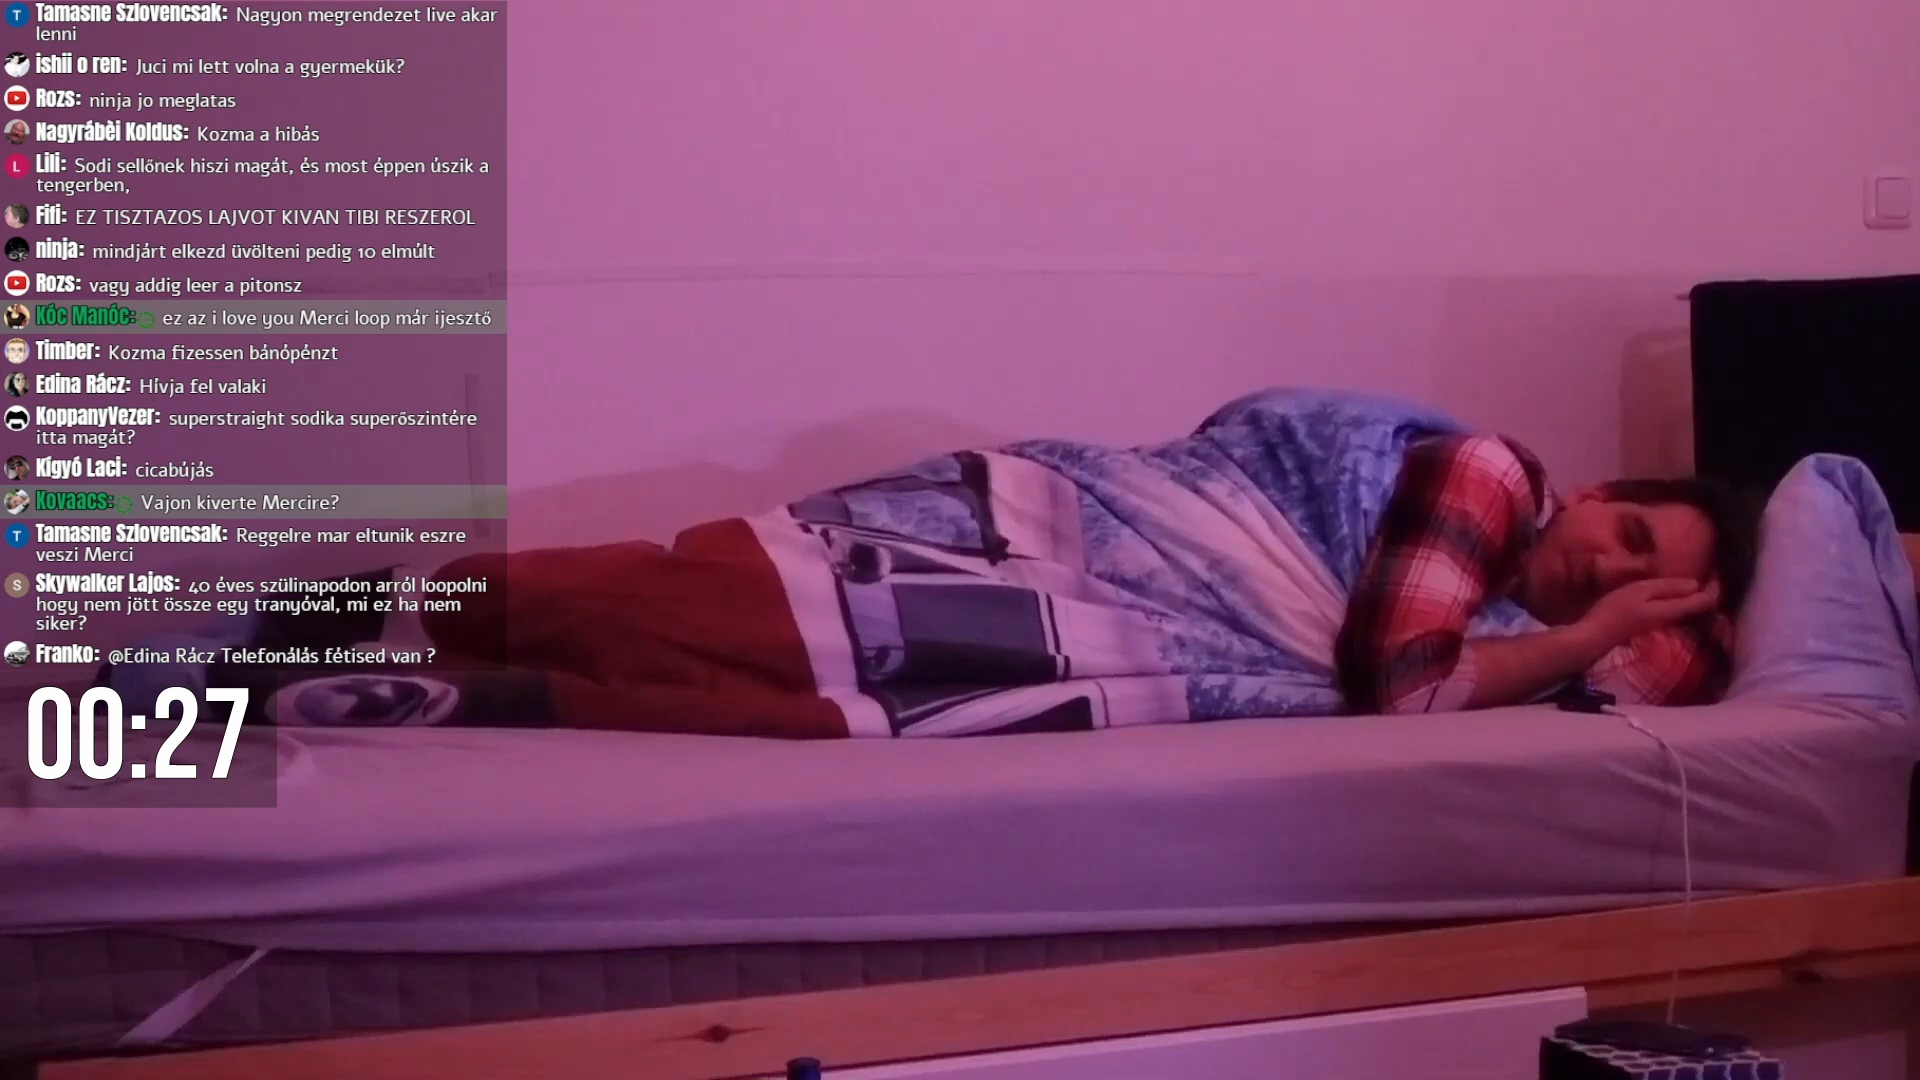 Tamasne Szlovencsak: Nagyon megrendezet live akar
lenni
ishii o ren: Juci mi lett volna a gyermekük?
Rozs: ninja jo meglatas
Nagyrábèi Koldus: Kozma a hibás
Lili: Sodi sellőnek hiszi magát, és most éppen úszik a
tengerben,
Fifi: EZ TISZTAZOS LAJVOT KIVAN TIBI RESZEROL
ninja: mindjárt elkezd üvölteni pedig 10 elmúlt
Rozs: vagy addig leer a pitonsz
Kóc Manóc: ez az i love you Merci loop már ijesztő
Timber: Kozma fizessen bánópénzt
Edina Rácz: Hívja fel valaki
KoppanyVezer: superstraight sodika superőszintére
itta magát?
Kígyó Laci: cicabújás
Kovaacs: Vajon kiverte Mercire?
Tamasne Szlovencsak: Reggelre mar eltunik eszre
veszi Merci
Skywalker Lajos: 40 éves szülinapodon arról loopolni
hogy nem jött össze egy tranyóval, mi ez ha nem
siker?
Franko: @Edina Rácz Telefonálás fétised van ?
00:27